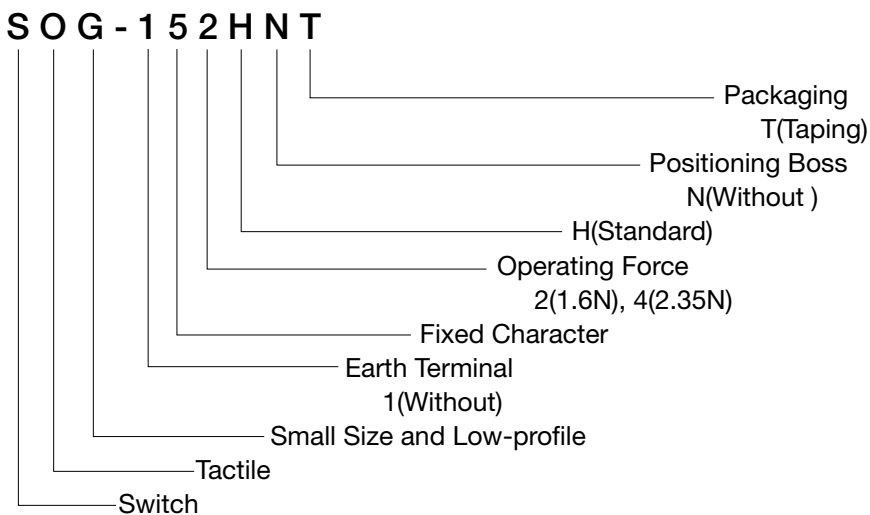 S O G - 1 5 2 H N T
Packaging
T(Taping)
Positioning Boss
N(Without )
H(Standard)
Operating Force
2(1.6N), 4(2.35N)
Fixed Character
Earth Terminal
1(Without)
Small Size and Low-profile
Tactile
Switch